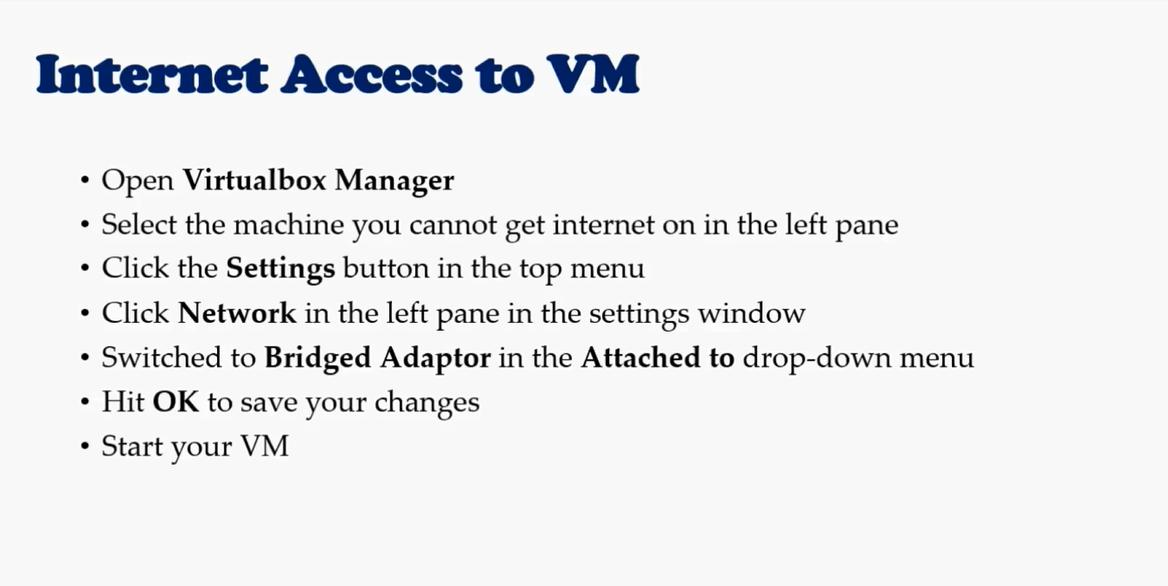 Internet Access to VM
• Open Virtualbox Manager
• Select the machine you cannot get internet on in the left pane
• Click the Settings button in the top menu
• Click Network in the left pane in the settings window
• Switched to Bridged Adaptor in the Attached to drop-down menu
• Hit OK to save your changes
• Start your VM